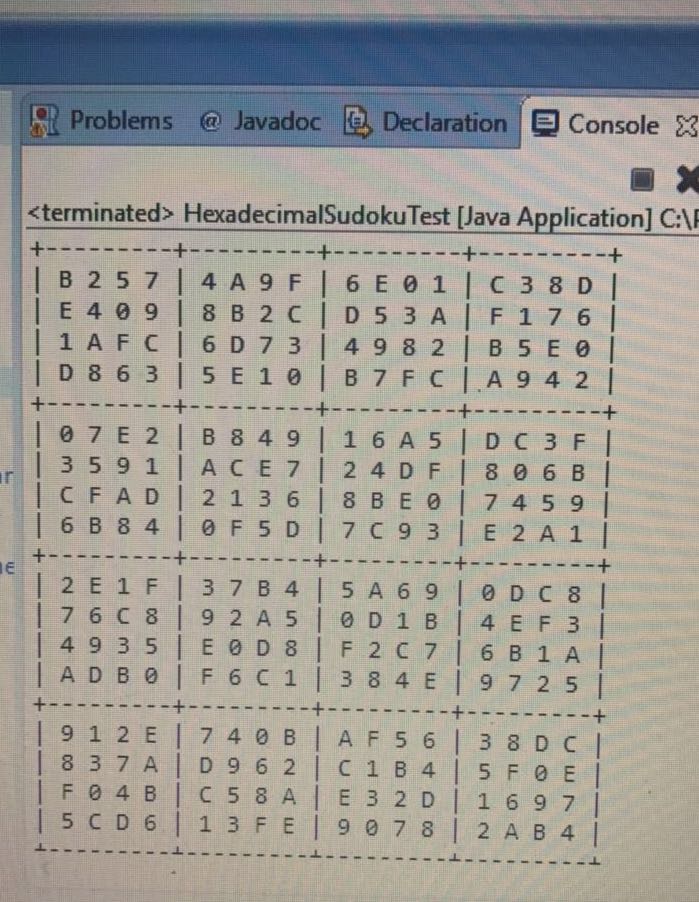 Problems @ Javadoc Declaration Console
<terminated> HexadecimalSudokuTest [Java Application] C:\
+---------+---------+---------+---------+
| B 2 5 7 | 4 A 9 F | 6 E 0 1 | C 3 8 D |
| E 4 0 9 | 8 B 2 C | D 5 3 A | F 1 7 6 |
| 1 A F C | 6 D 7 3 | 4 9 8 2 | B 5 E 0 |
| D 8 6 3 | 5 E 1 0 | B 7 F C | A 9 4 2 |
+---------+---------+---------+---------+
| 0 7 E 2 | B 8 4 9 | 1 6 A 5 | D C 3 F |
| 3 5 9 1 | A C E 7 | 2 4 D F | 8 0 6 B |
| C F A D | 2 1 3 6 | 8 B E 0 | 7 4 5 9 |
| 6 B 8 4 | 0 F 5 D | 7 C 9 3 | E 2 A 1 |
+---------+---------+---------+---------+
| 2 E 1 F | 3 7 B 4 | 5 A 6 9 | 0 D C 8 |
| 7 6 C 8 | 9 2 A 5 | 0 D 1 B | 4 E F 3 |
| 4 9 3 5 | E 0 D 8 | F 2 C 7 | 6 B 1 A |
| A D B 0 | F 6 C 1 | 3 8 4 E | 9 7 2 5 |
+---------+---------+---------+---------+
| 9 1 2 E | 7 4 0 B | A F 5 6 | 3 8 D C |
| 8 3 7 A | D 9 6 2 | C 1 B 4 | 5 F 0 E |
| F 0 4 B | C 5 8 A | E 3 2 D | 1 6 9 7 |
| 5 C D 6 | 1 3 F E | 9 0 7 8 | 2 A B 4 |
+---------+---------+---------+---------+